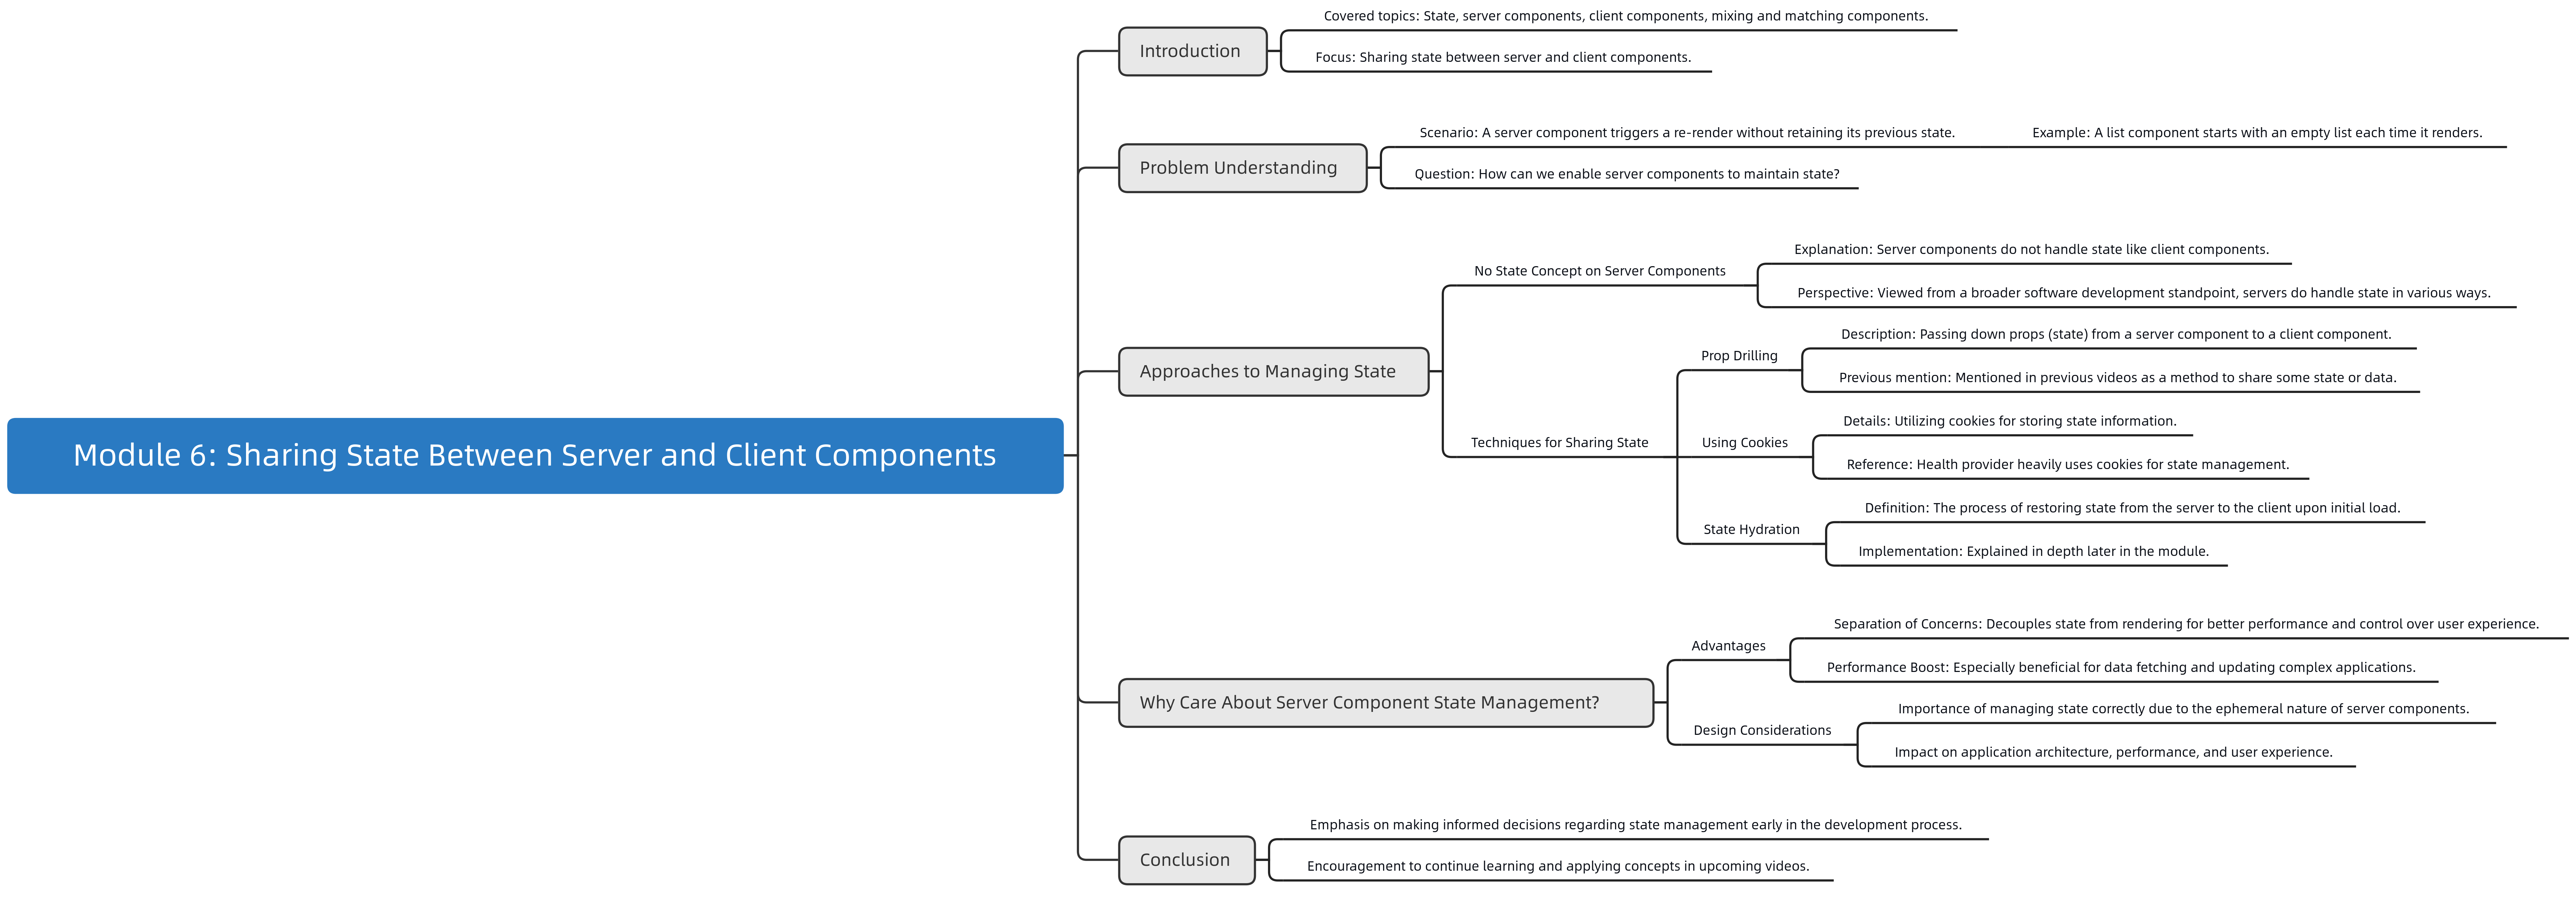 Module 6: Sharing State Between Server and Client Components
Introduction
Covered topics: State, server components, client components, mixing and matching components.
Focus: Sharing state between server and client components.
Problem Understanding
Scenario: A server component triggers a re-render without retaining its previous state.
Example: A list component starts with an empty list each time it renders.
Question: How can we enable server components to maintain state?
Approaches to Managing State
No State Concept on Server Components
Explanation: Server components do not handle state like client components.
Perspective: Viewed from a broader software development standpoint, servers do handle state in various ways.
Techniques for Sharing State
Prop Drilling
Description: Passing down props (state) from a server component to a client component.
Previous mention: Mentioned in previous videos as a method to share some state or data.
Using Cookies
Details: Utilizing cookies for storing state information.
Reference: Health provider heavily uses cookies for state management.
State Hydration
Definition: The process of restoring state from the server to the client upon initial load.
Implementation: Explained in depth later in the module.
Why Care About Server Component State Management?
Advantages
Separation of Concerns: Decouples state from rendering for better performance and control over user experience.
Performance Boost: Especially beneficial for data fetching and updating complex applications.
Design Considerations
Importance of managing state correctly due to the ephemeral nature of server components.
Impact on application architecture, performance, and user experience.
Conclusion
Emphasis on making informed decisions regarding state management early in the development process.
Encouragement to continue learning and applying concepts in upcoming videos.